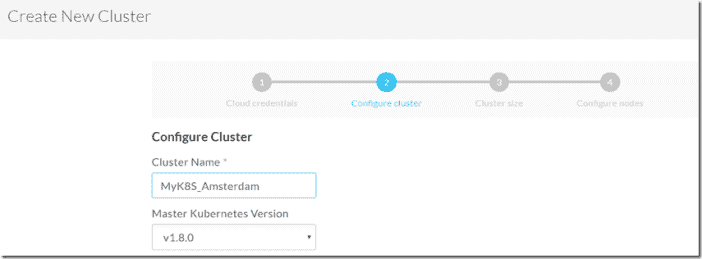 Create New Cluster
1 2 3 4
Cloud credentials Configure cluster Cluster size Configure nodes
Configure Cluster
Cluster Name *
MyK8S_Amsterdam
Master Kubernetes Version
v1.8.0